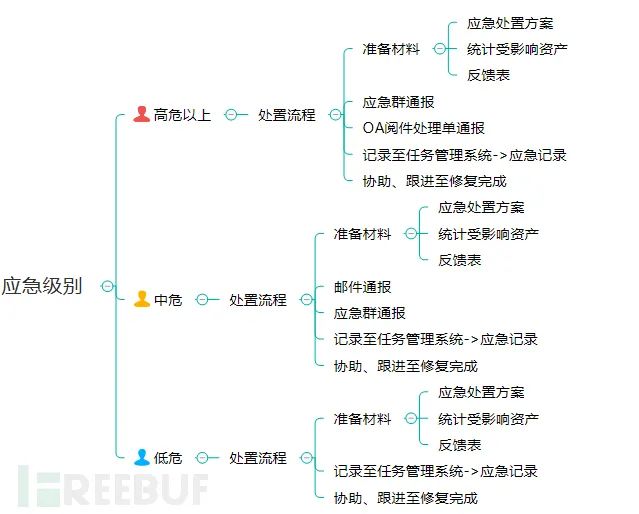 应急级别
高危以上
处置流程
准备材料
应急处置方案
统计受影响资产
反馈表
应急群通报
OA阅件处理单通报
记录至任务管理系统->应急记录
协助、跟进至修复完成
中危
处置流程
准备材料
应急处置方案
统计受影响资产
反馈表
邮件通报
应急群通报
记录至任务管理系统->应急记录
协助、跟进至修复完成
低危
处置流程
准备材料
应急处置方案
统计受影响资产
反馈表
记录至任务管理系统->应急记录
协助、跟进至修复完成
FREEBUF